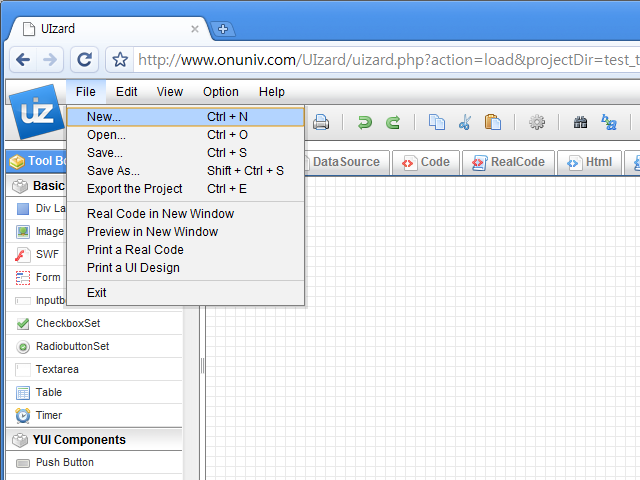 UIzard
http://www.onuniv.com/UIzard/uizard.php?action=load&projectDir=test_t
uiz
File Edit View Option Help
New... Ctrl + N
Open... Ctrl + O
Save... Ctrl + S
Save As... Shift + Ctrl + S
Export the Project Ctrl + E
Real Code in New Window
Preview in New Window
Print a Real Code
Print a UI Design
Exit
Tool Bo
DataSource
Code
RealCode
Html
Basic
Div La
Image
SWF
Form
Inputb
CheckboxSet
RadiobuttonSet
Textarea
Table
Timer
YUI Components
Push Button